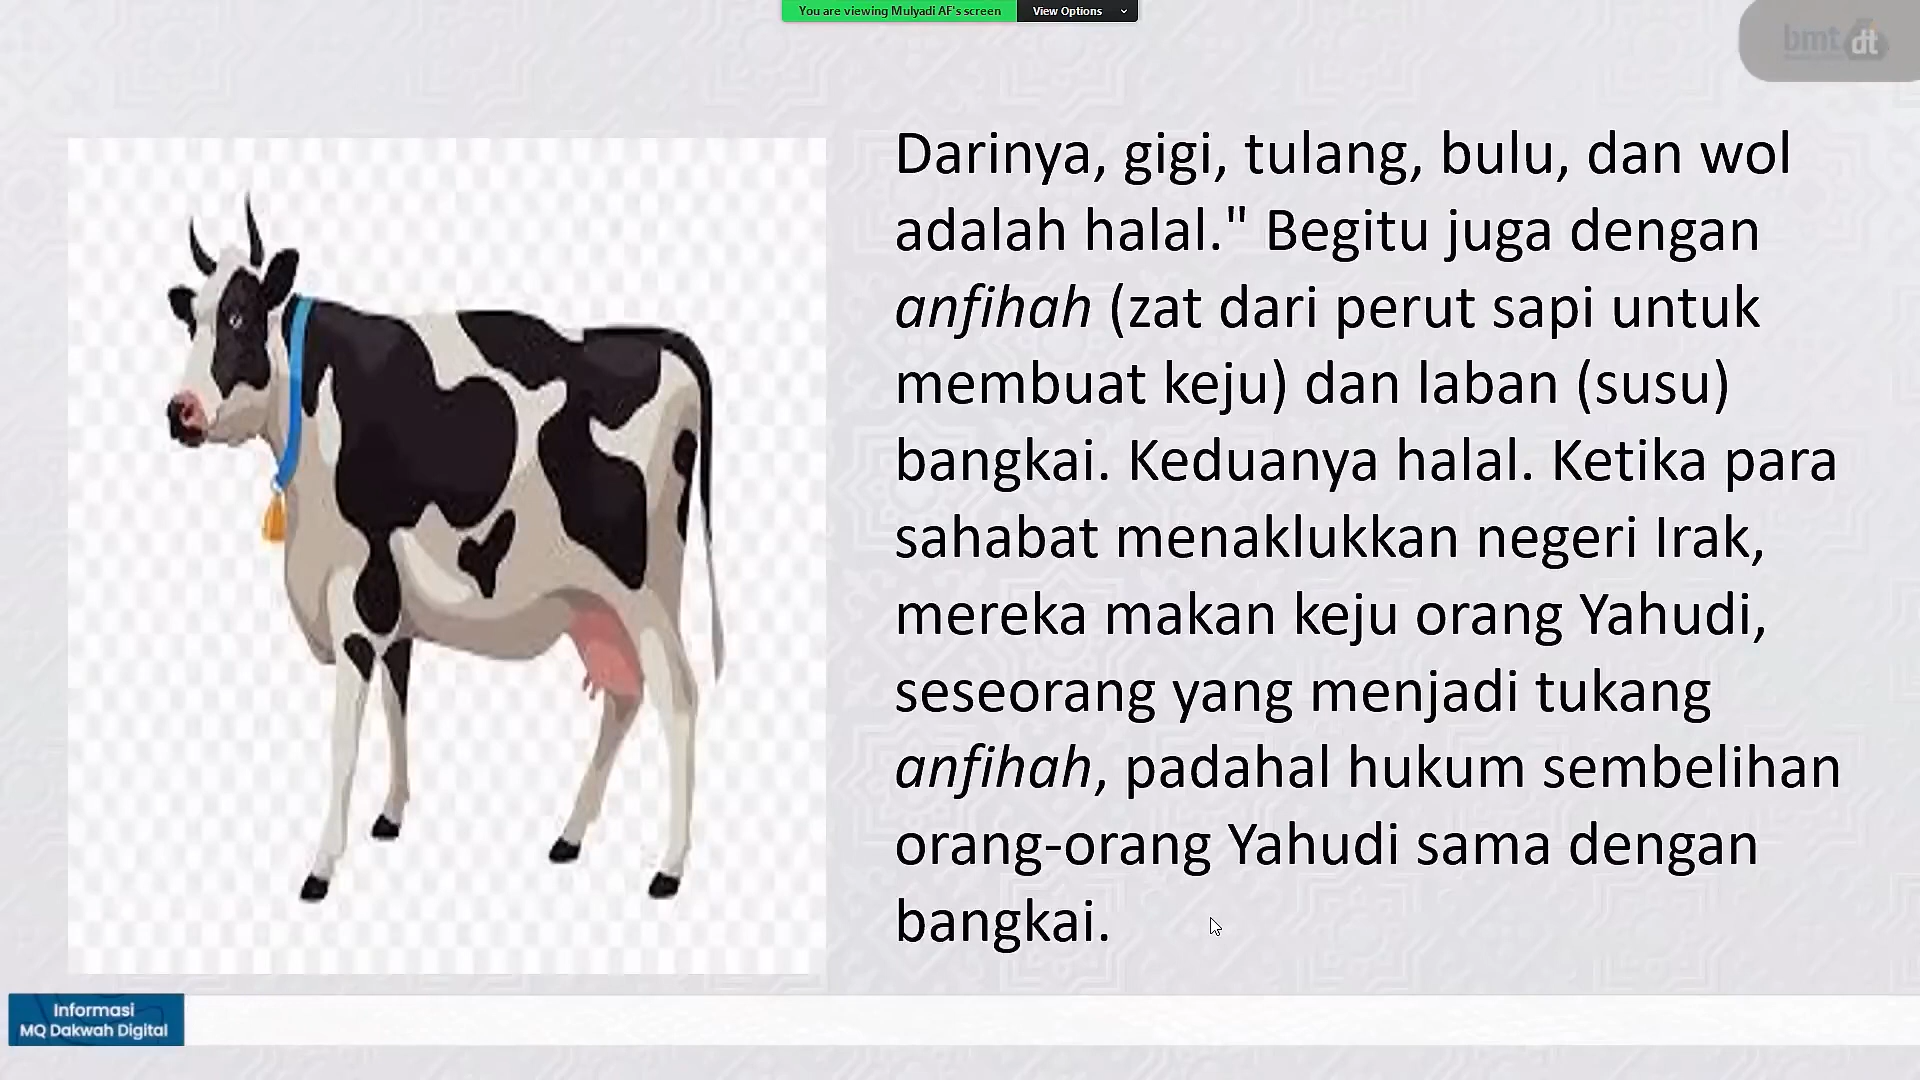 You are viewing Mulyadi AF's screen
View Options
bmt dt
Darinya, gigi, tulang, bulu, dan wol
adalah halal." Begitu juga dengan
anfihah (zat dari perut sapi untuk
membuat keju) dan laban (susu)
bangkai. Keduanya halal. Ketika para
sahabat menaklukkan negeri Irak,
mereka makan keju orang Yahudi,
seseorang yang menjadi tukang
anfihah, padahal hukum sembelihan
orang-orang Yahudi sama dengan
bangkai.
Informasi
MQ Dakwah Digital